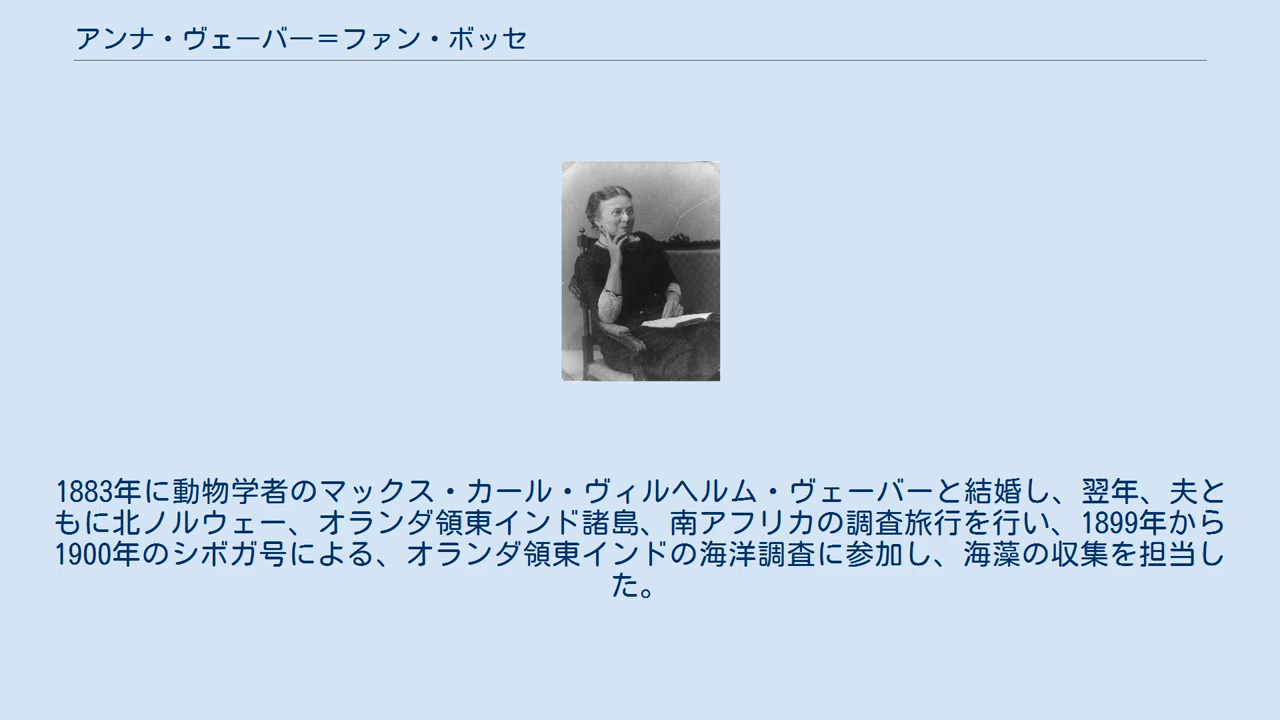 アンナ・ヴェーバー＝ファン・ボッセ
1883年に動物学者のマックス・カール・ヴィルヘルム・ヴェーバーと結婚し、翌年、夫と
もに北ノルウェー、オランダ領東インド諸島、南アフリカの調査旅行を行い、1899年から
1900年のシボガ号による、オランダ領東インドの海洋調査に参加し、海藻の収集を担当し
た。